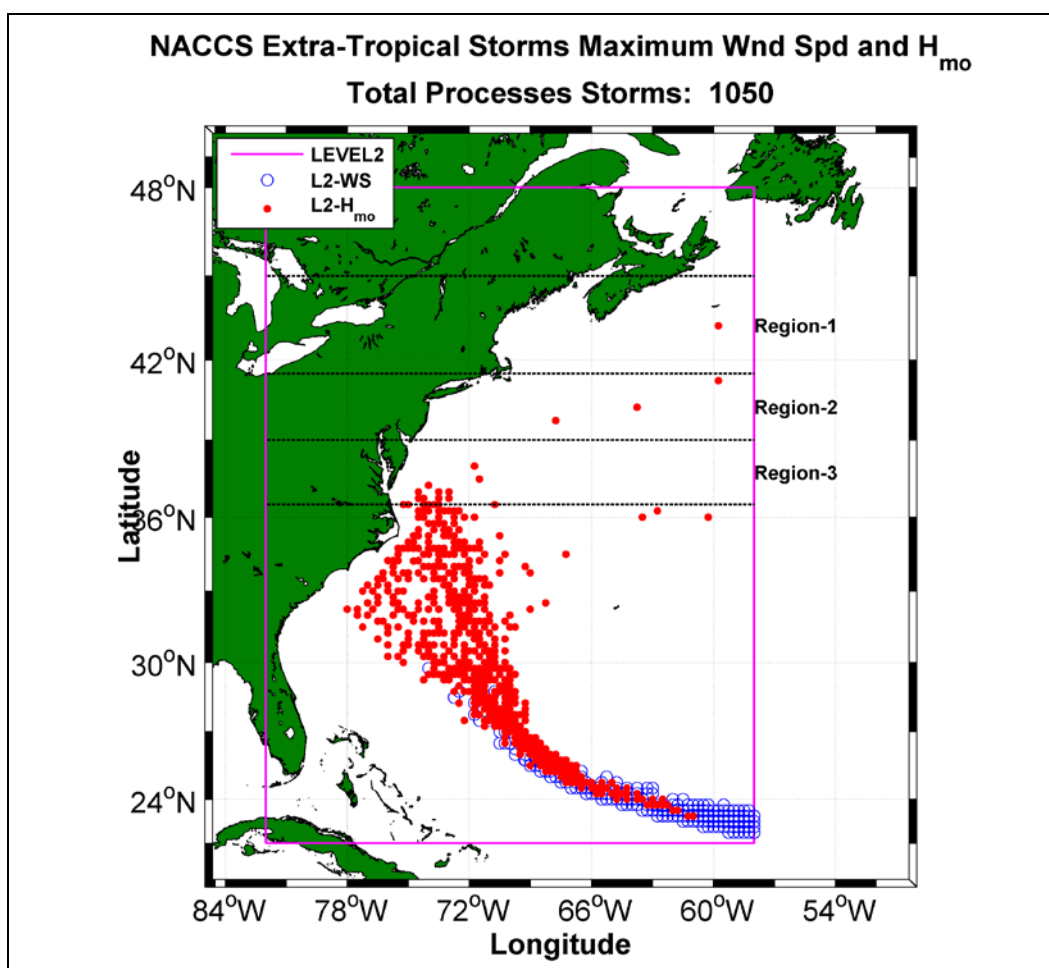 NACCS Extra-Tropical Storms Maximum Wnd Spd and Hmo
Total Processes Storms: 1050
LEVEL2
L2-WS
L2-Hmo
48°N
42°N
36°N
30°N
24°N
Latitude
Region-1
Region-2
Region-3
84°W 78°W 72°W 66°W 60°W 54°W
Longitude